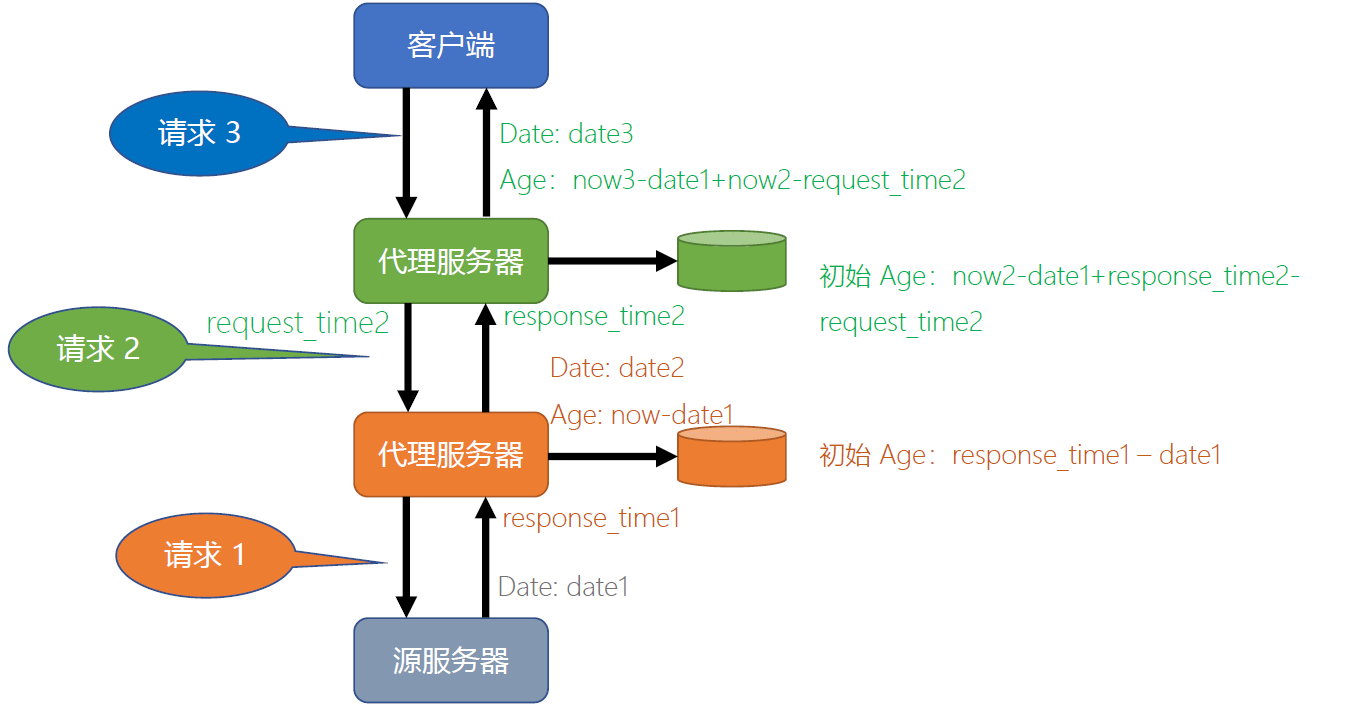 客户端
请求 3
Date: date3
Age：now3-date1+now2-request_time2
代理服务器
初始 Age：now2-date1+response_time2-
request_time2
request_time2
response_time2
请求 2
Date: date2
Age: now-date1
代理服务器
初始 Age：response_time1 – date1
response_time1
请求 1
Date: date1
源服务器